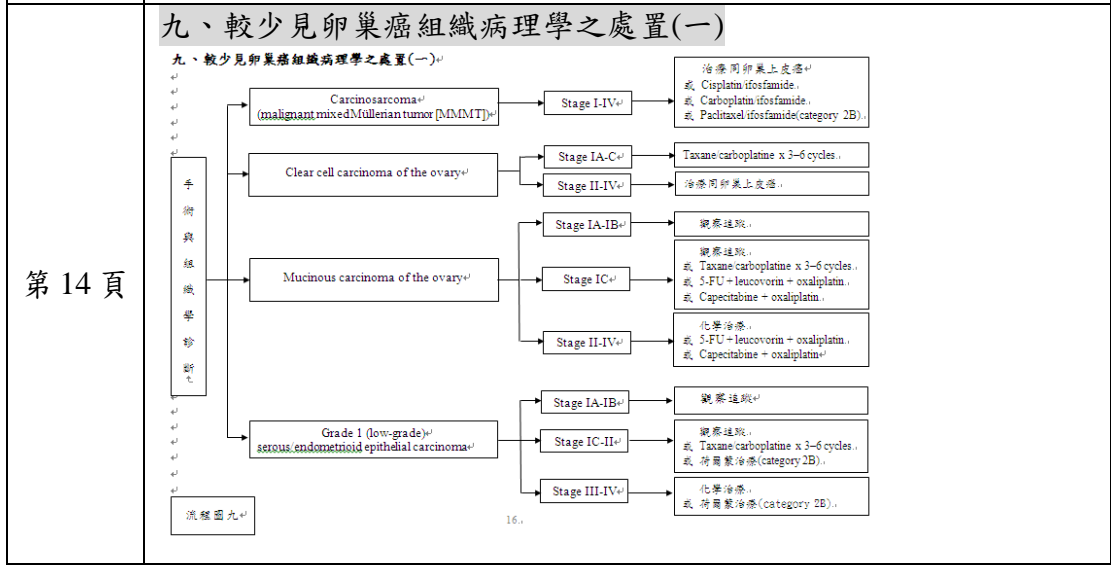 九、較少見卵巢癌組織病理學之處置(一)
九、較少見卵巢癌組織病理學之處置(一)
第 14 頁
手術與組織學診斷
Carcinosarcoma
(malignant mixed Müllerian tumor [MMMT])
Stage I-IV
治療同卵巢上皮癌
或 Cisplatin/ifosfamide
或 Carboplatin/ifosfamide
或 Paclitaxel/ifosfamide(category 2B)
Clear cell carcinoma of the ovary
Stage IA-C
Taxane/carboplatine x 3–6 cycles
Stage II-IV
治療同卵巢上皮癌
Mucinous carcinoma of the ovary
Stage IA-IB
觀察追蹤
Stage IC
觀察追蹤
或 Taxane/carboplatine x 3–6 cycles
或 5-FU + leucovorin + oxaliplatin
或 Capecitabine + oxaliplatin
Stage II-IV
化學治療
或 5-FU + leucovorin + oxaliplatin
或 Capecitabine + oxaliplatin
Grade 1 (low-grade)
serous/endometrioid epithelial carcinoma
Stage IA-IB
觀察追蹤
Stage IC-II
觀察追蹤
或 Taxane/carboplatine x 3–6 cycles
或 荷爾蒙治療(category 2B)
Stage III-IV
化學治療
或 荷爾蒙治療(category 2B)
流程圖九
16